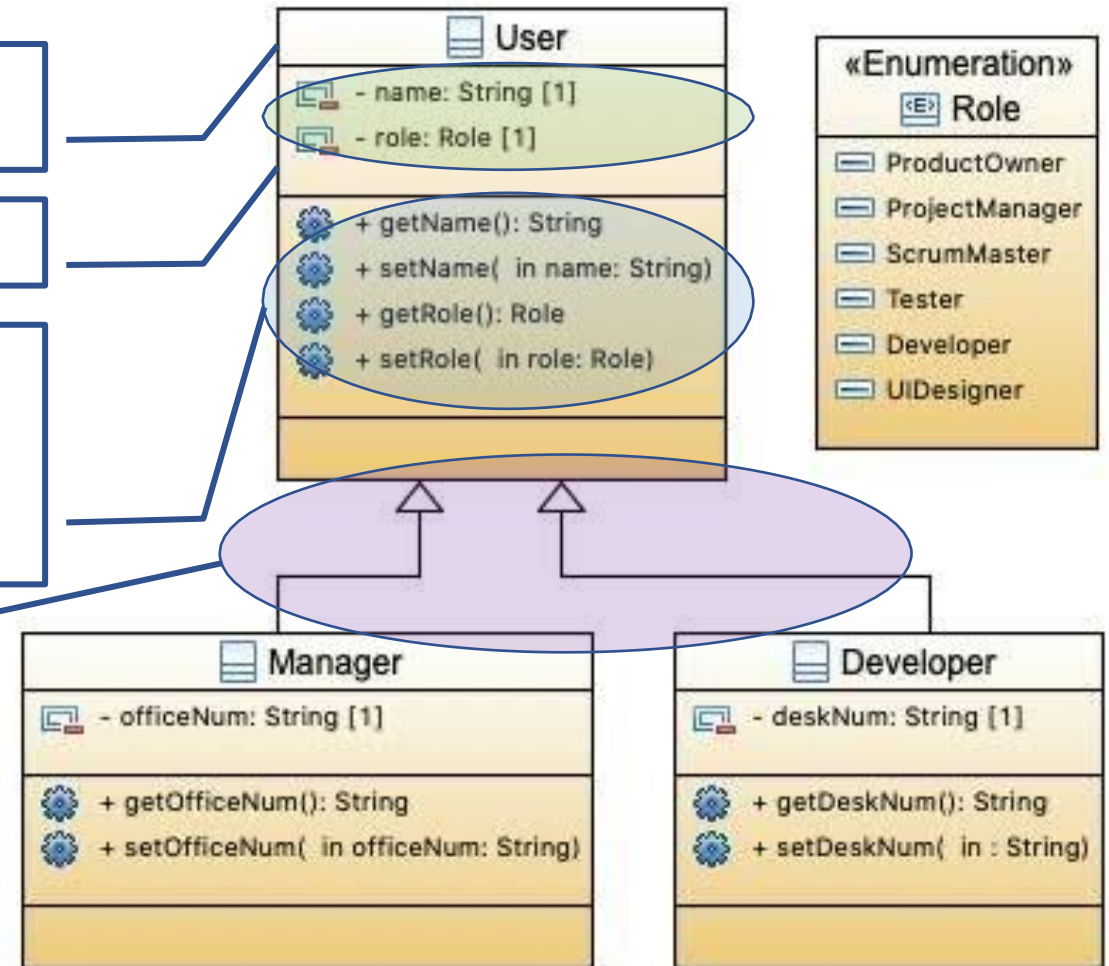 User
- name: String [1]
- role: Role [1]
+ getName(): String
+ setName( in name: String)
+ getRole(): Role
+ setRole( in role: Role)
«Enumeration»
<E> Role
ProductOwner
ProjectManager
ScrumMaster
Tester
Developer
UIDesigner
Manager
- officeNum: String [1]
+ getOfficeNum(): String
+ setOfficeNum( in officeNum: String)
Developer
- deskNum: String [1]
+ getDeskNum(): String
+ setDeskNum( in : String)